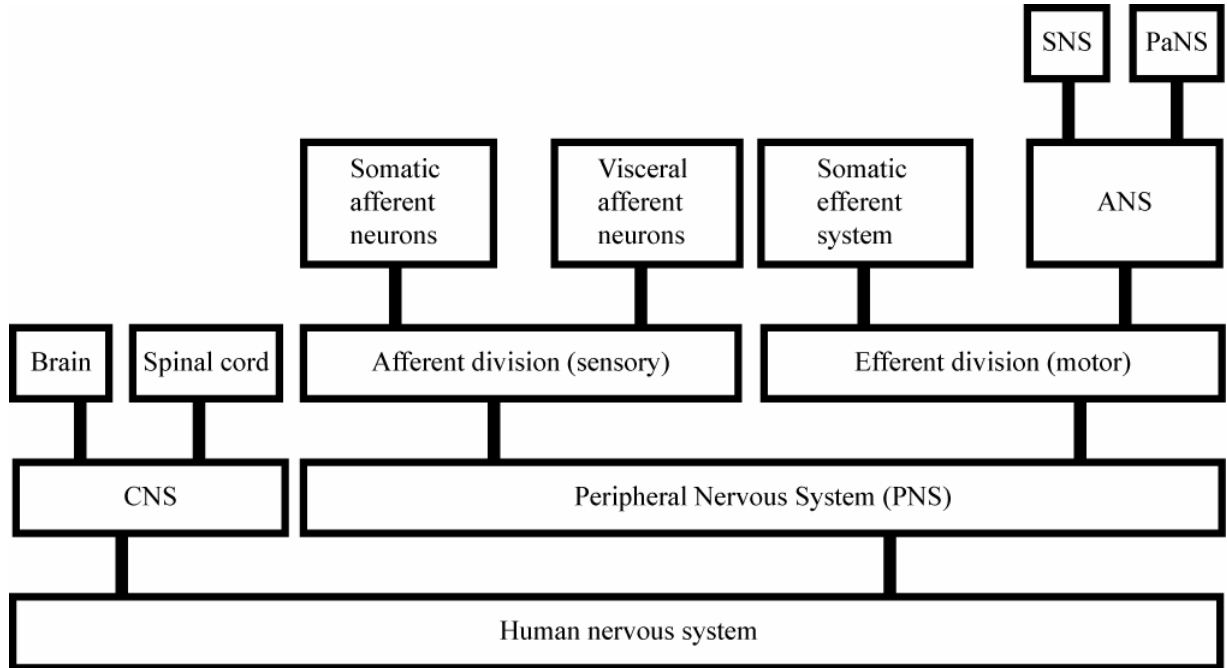 SNS
PaNS
Somatic
afferent
neurons
Visceral
afferent
neurons
Somatic
efferent
system
ANS
Brain
Spinal cord
Afferent division (sensory)
Efferent division (motor)
CNS
Peripheral Nervous System (PNS)
Human nervous system